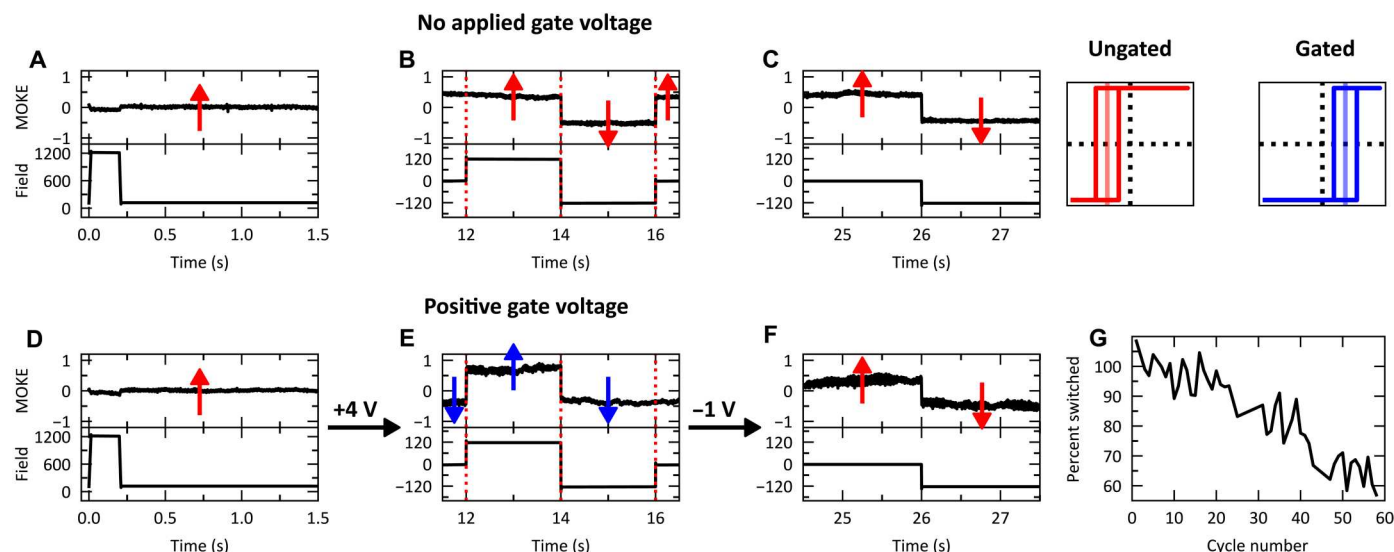 No applied gate voltage
Ungated
Gated
A
B
C
MOKE
1
0
−1
1
0
−1
1
0
−1
Field
1200
600
0
120
0
−120
120
0
−120
0.0
0.5
1.0
1.5
12
14
16
25
26
27
Time (s)
Time (s)
Time (s)
Positive gate voltage
D
E
F
G
MOKE
1
0
−1
+4 V
1
0
−1
−1 V
1
0
−1
Field
1200
600
0
120
0
−120
120
0
−120
Percent switched
100
90
80
70
60
0.0
0.5
1.0
1.5
12
14
16
25
26
27
0
10
20
30
40
50
60
Time (s)
Time (s)
Time (s)
Cycle number